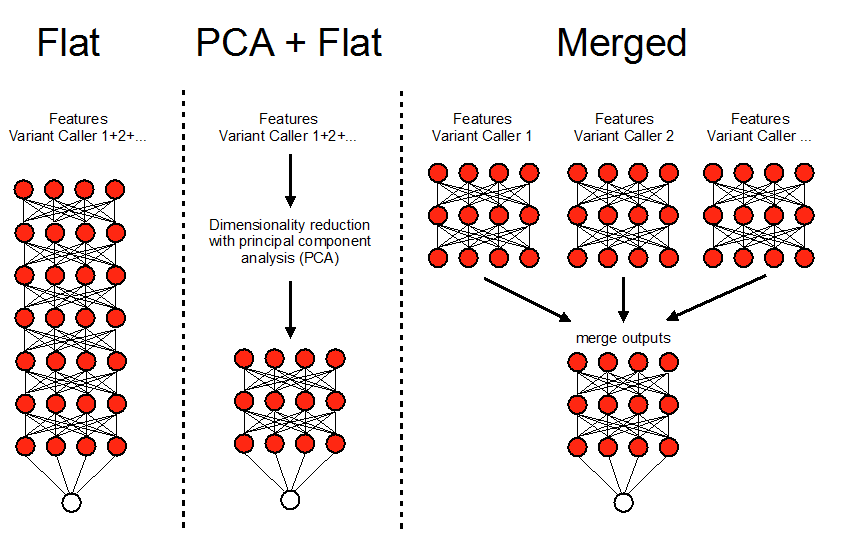 Flat
PCA + Flat
Merged
Features
Variant Caller 1+2+...
Features
Variant Caller 1+2+...
Dimensionality reduction
with principal component
analysis (PCA)
Features
Variant Caller 1
Features
Variant Caller 2
Features
Variant Caller ...
merge outputs